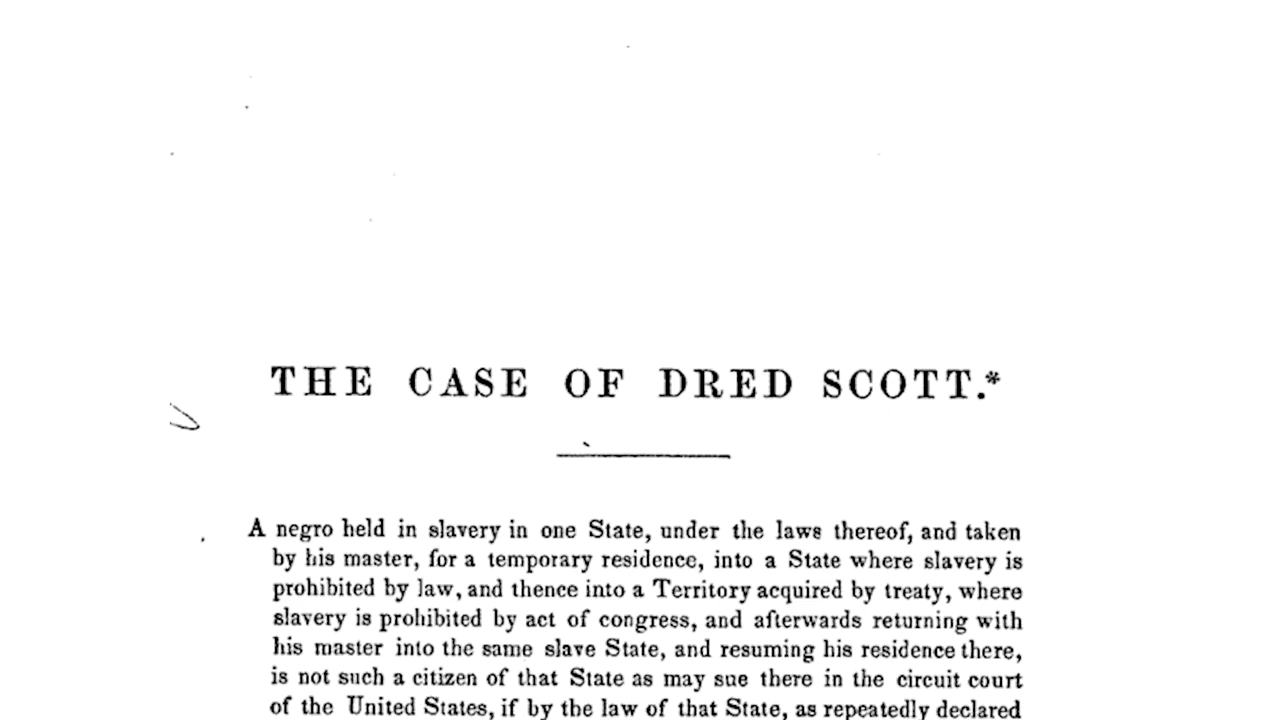 THE CASE OF DRED SCOTT.*
A negro held in slavery in one State, under the laws thereof, and taken
by his master, for a temporary residence, into a State where slavery is
prohibited by law, and thence into a Territory acquired by treaty, where
slavery is prohibited by act of congress, and afterwards returning with
his master into the same slave State, and resuming his residence there,
is not such a citizen of that State as may sue there in the circuit court
of the United States, if by the law of that State, as repeatedly declared